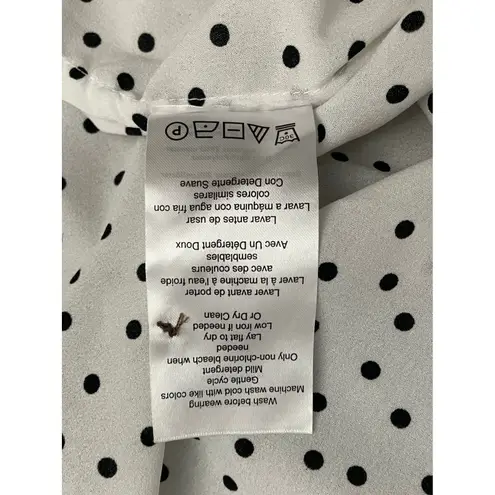 Wash before wearing
Machine wash cold with like colors
Gentle cycle
Mild detergent
Only non-chlorine bleach when
needed
Lay flat to dry
Low iron if needed
Or Dry Clean
Laver avant de porter
Laver à la machine à l'eau froide
avec des couleurs
semblables
Avec Un Détergent Doux
Lavar antes de usar
Lavar a máquina con agua fría con
colores similares
Con Detergente Suave
30C
P